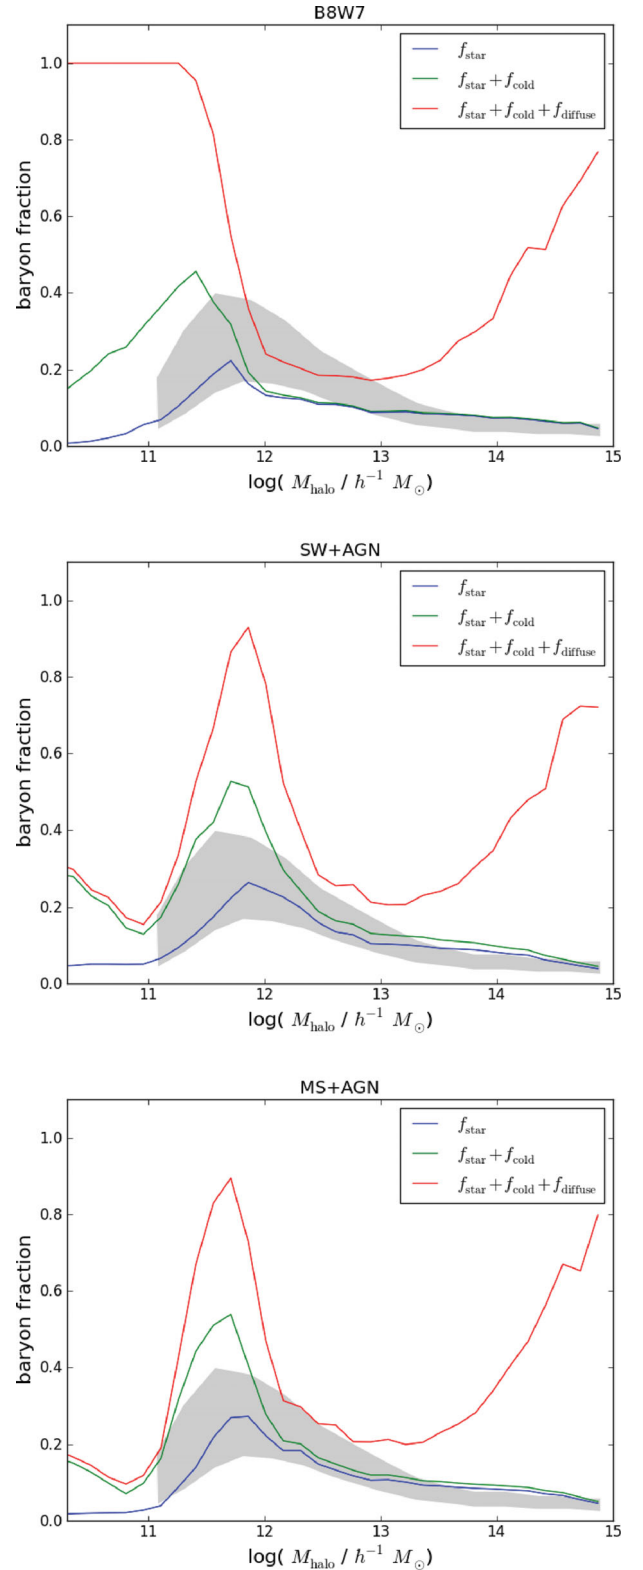 B8W7
f_star
f_star + f_cold
f_star + f_cold + f_diffuse
1.0
0.8
0.6
0.4
0.2
0.0
baryon fraction
11 12 13 14 15
log( M_halo / h⁻¹ M_⊙)
SW+AGN
f_star
f_star + f_cold
f_star + f_cold + f_diffuse
1.0
0.8
0.6
0.4
0.2
0.0
baryon fraction
11 12 13 14 15
log( M_halo / h⁻¹ M_⊙)
MS+AGN
f_star
f_star + f_cold
f_star + f_cold + f_diffuse
1.0
0.8
0.6
0.4
0.2
0.0
baryon fraction
11 12 13 14 15
log( M_halo / h⁻¹ M_⊙)